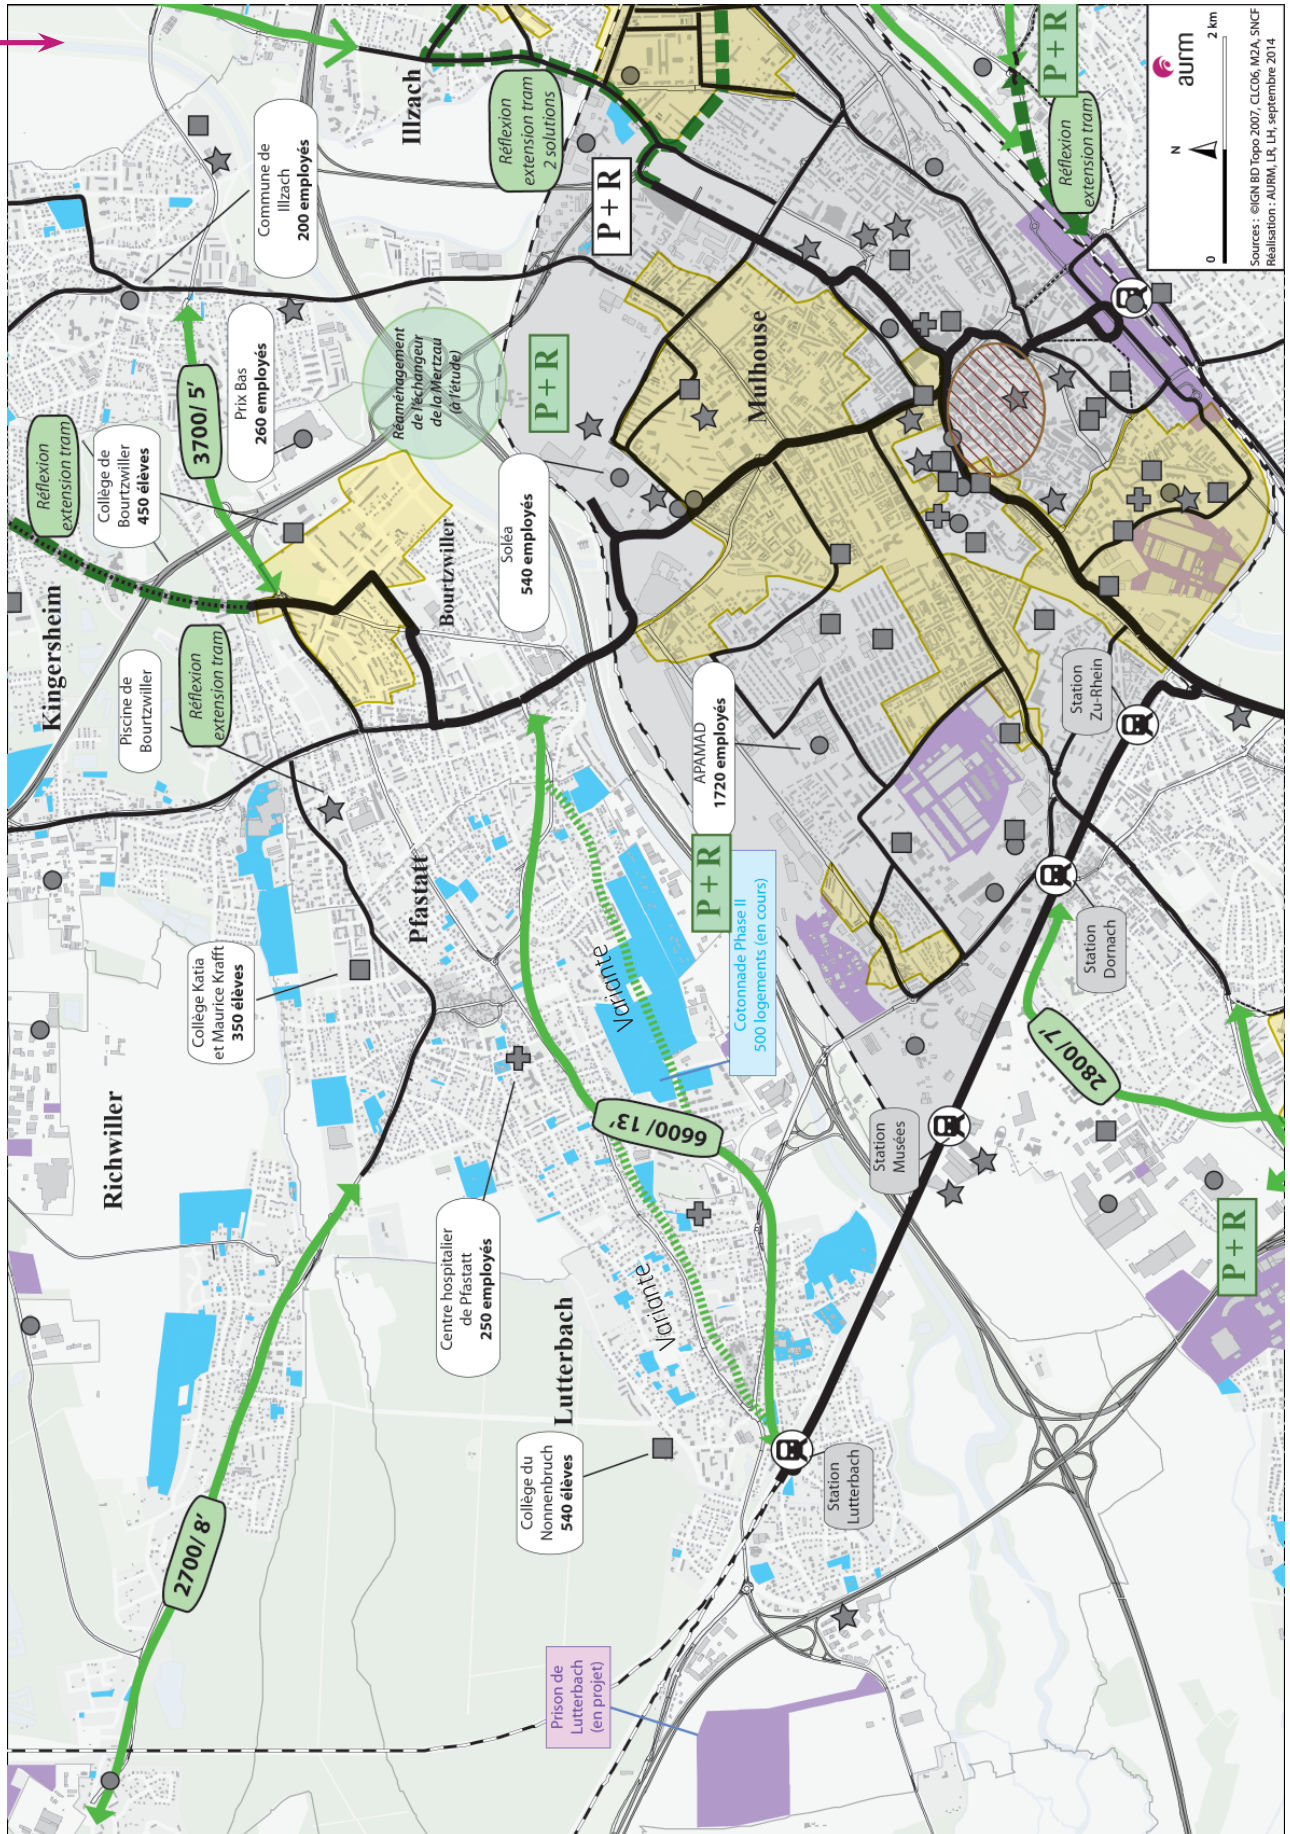 Kingersheim
Réflexion
extension tram
Collège de
Bourtzwiller
450 élèves
3700/ 5’
Prix Bas
260 employés
Commune de
Illzach
200 employés
Illzach
Réflexion
extension tram
2 solutions
P + R
P + R
Réflexion
extension tram
Réaménagement
de l'échangeur
de la Mertzau
(à l'étude)
P + R
P + R
Mulhouse
Soléa
540 employés
Bourtzwiller
Réflexion
extension tram
Piscine de
Bourtzwiller
APAMAD
1720 employés
P + R
Station
Zu-Rhein
Pfastatt
Collège Katia
et Maurice Krafft
350 élèves
Variante
Cotonnade Phase II
500 logements (en cours)
Station
Dornach
2800/ 7’
Richwiller
6600/ 13’
Station
Musées
Centre hospitalier
de Pfastatt
250 employés
Variante
Lutterbach
Collège du
Nonnenbruch
540 élèves
Station
Lutterbach
2700/ 8’
Prison de
Lutterbach
(en projet)
aurm
N
0
2 km
Sources : ©IGN BD Topo 2007, CLC06, M2A, SNCF
Réalisation : AURM, LR, LH, septembre 2014